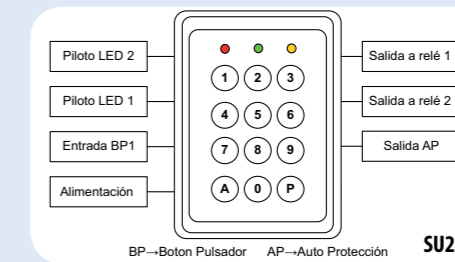 Piloto LED 2
Piloto LED 1
Entrada BP1
Alimentación
1 2 3
4 5 6
7 8 9
A 0 P
Salida a relé 1
Salida a relé 2
Salida AP
BP→Boton Pulsador AP→Auto Protección
SU2